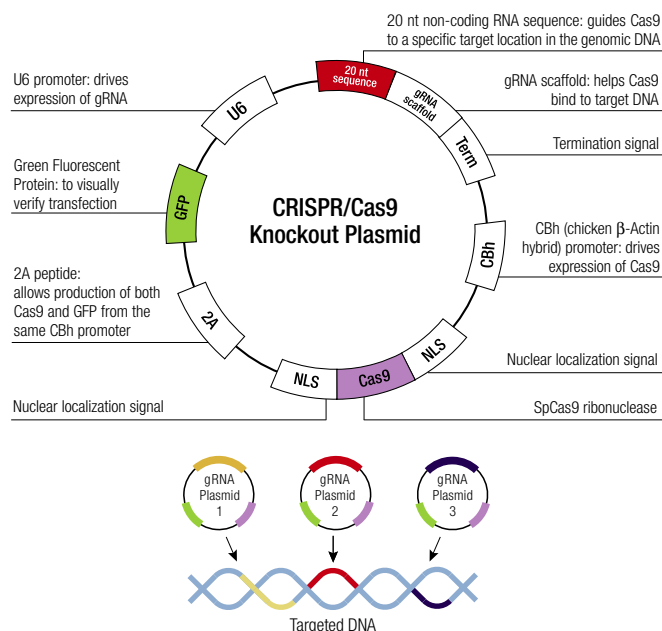 20 nt non-coding RNA sequence: guides Cas9
to a specific target location in the genomic DNA
U6 promoter: drives
expression of gRNA
20 nt
sequence
gRNA
scaffold
gRNA scaffold: helps Cas9
bind to target DNA
U6
Term
Termination signal
Green Fluorescent
Protein: to visually
verify transfection
GFP
CRISPR/Cas9
Knockout Plasmid
CBh
CBh (chicken β-Actin
hybrid) promoter: drives
expression of Cas9
2A peptide:
allows production of both
Cas9 and GFP from the
same CBh promoter
2A
NLS
Cas9
NLS
Nuclear localization signal
Nuclear localization signal
SpCas9 ribonuclease
gRNA
Plasmid
1
gRNA
Plasmid
2
gRNA
Plasmid
3
Targeted DNA